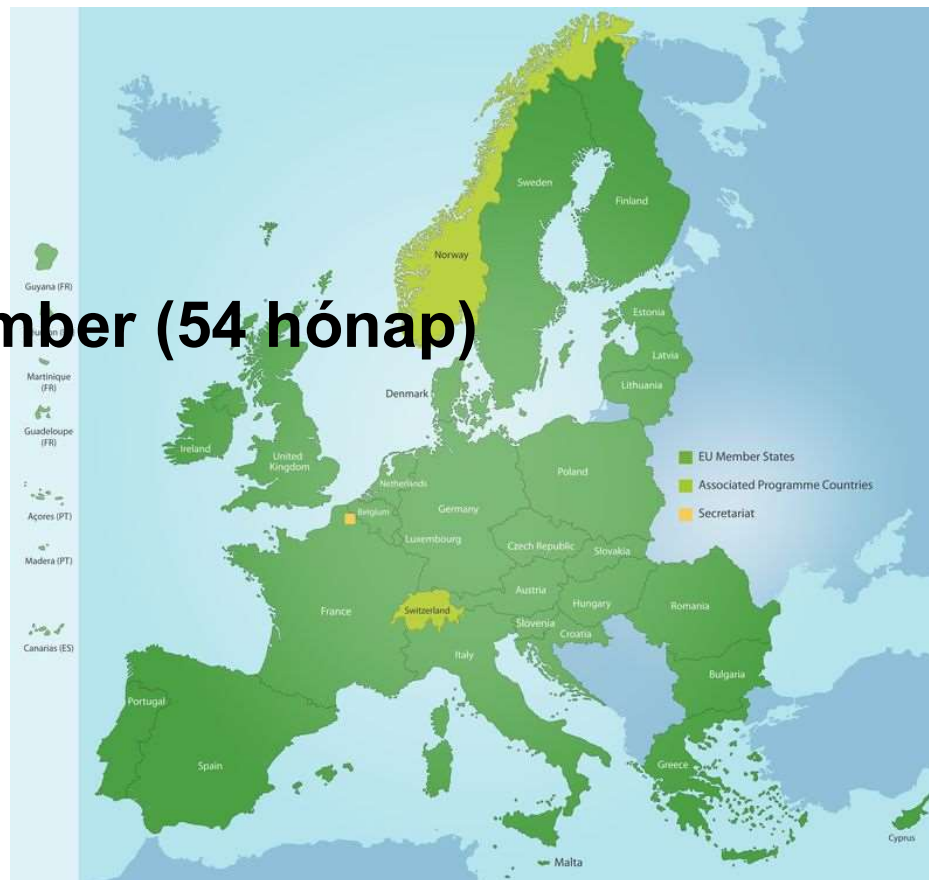 Sweden
Finland
Norway
Guyana (FR)
mber (54 hónap)
Estonia
Latvia
Martinique
(FR)
Lithuania
Denmark
Guadeloupe
(FR)
Ireland
United
Kingdom
EU Member States
Poland
Netherlands
Associated Programme Countries
Germany
Belgium
Secretariat
Açores (PT)
Luxembourg
Czech Republic
Slovakia
Madera (PT)
Austria
France
Switzerland
Hungary
Romania
Slovenia
Croatia
Canarias (ES)
Italy
Bulgaria
Portugal
Spain
Greece
Cyprus
Malta